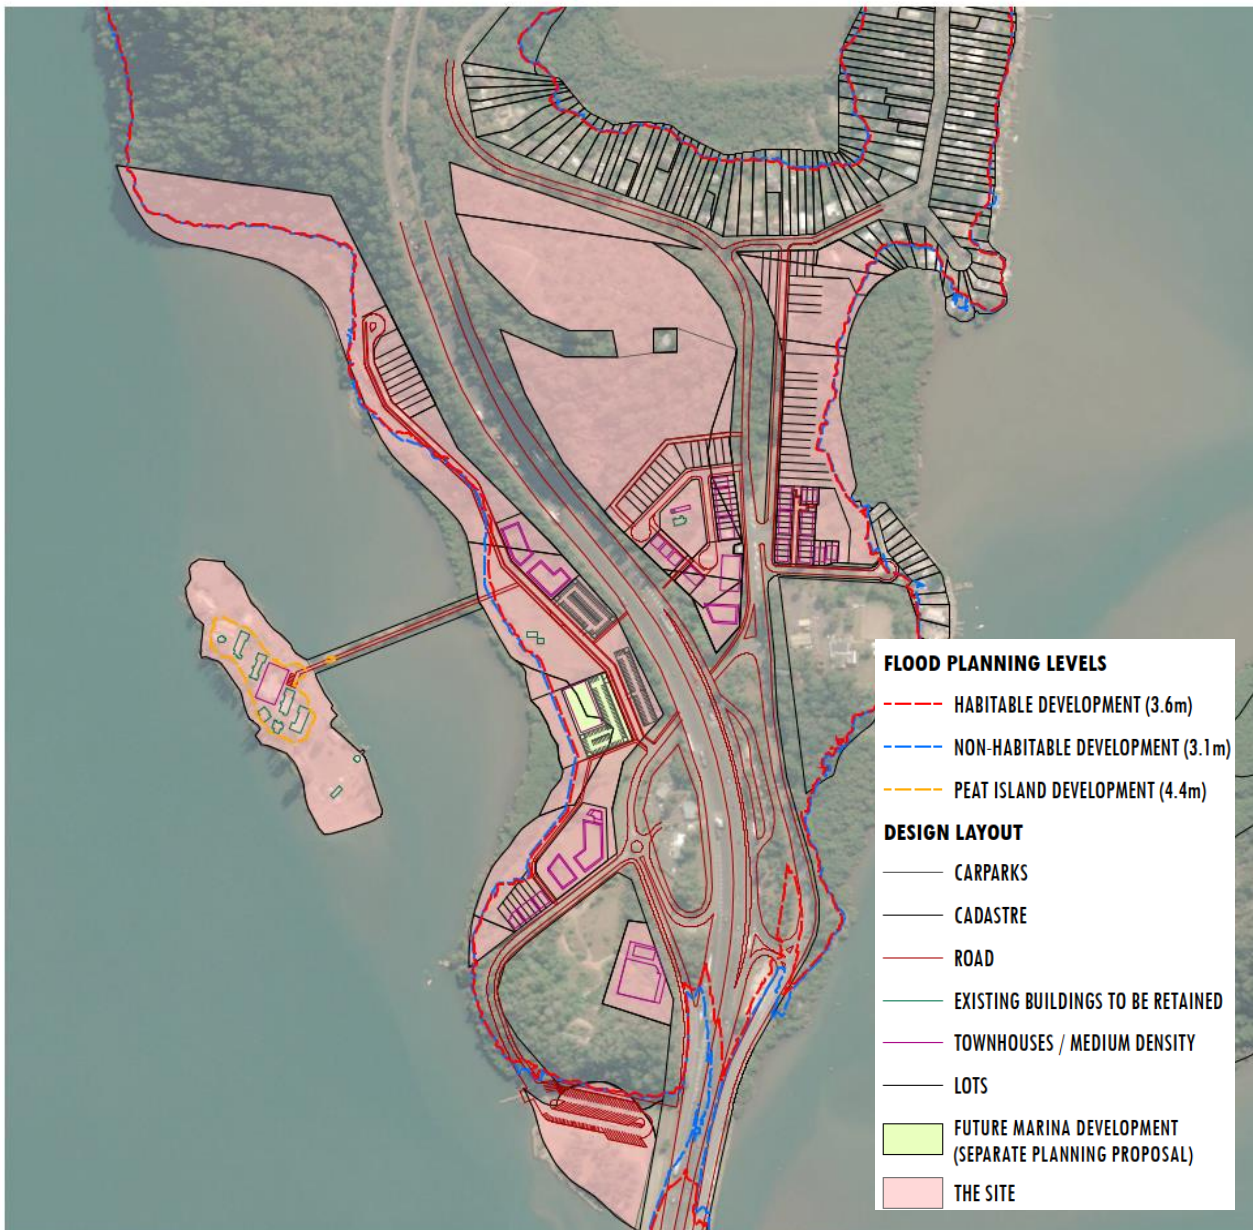 FLOOD PLANNING LEVELS
HABITABLE DEVELOPMENT (3.6m)
NON-HABITABLE DEVELOPMENT (3.1m)
PEAT ISLAND DEVELOPMENT (4.4m)
DESIGN LAYOUT
CARPARKS
CADASTRE
ROAD
EXISTING BUILDINGS TO BE RETAINED
TOWNHOUSES / MEDIUM DENSITY
LOTS
FUTURE MARINA DEVELOPMENT
(SEPARATE PLANNING PROPOSAL)
THE SITE